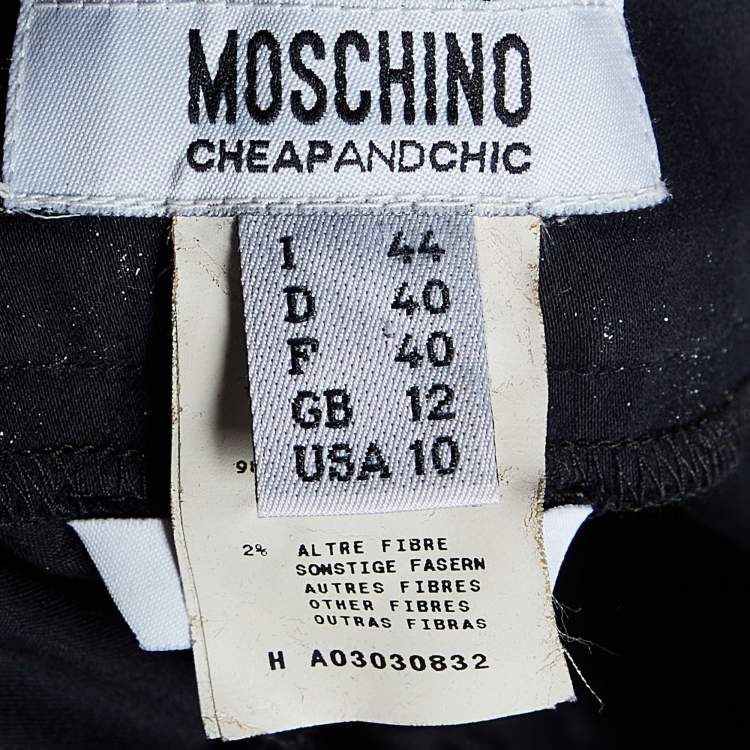 MOSCHINO
CHEAPANDCHIC
I 44
D 40
F 40
GB 12
USA 10
2% ALTRE FIBRE
SONSTIGE FASERN
AUTRES FIBRES
OTHER FIBRES
OUTRAS FIBRAS
H A03030832